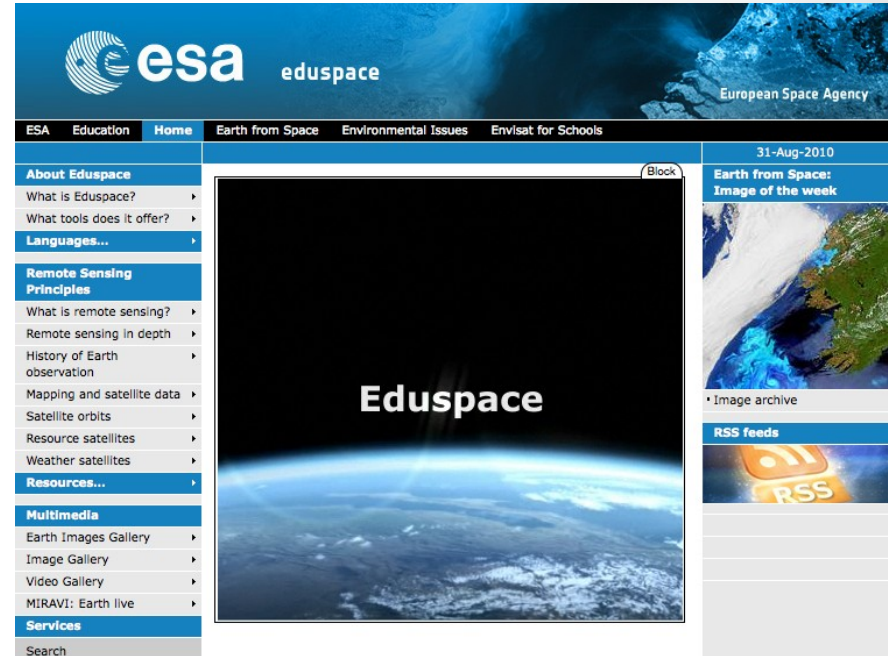 esa
eduspace
European Space Agency
ESA Education Home Earth from Space Environmental Issues Envisat for Schools
31-Aug-2010
About Eduspace
What is Eduspace?
What tools does it offer?
Languages...
Remote Sensing
Principles
What is remote sensing?
Remote sensing in depth
History of Earth
observation
Mapping and satellite data
Satellite orbits
Resource satellites
Weather satellites
Resources...
Multimedia
Earth Images Gallery
Image Gallery
Video Gallery
MIRAVI: Earth live
Services
Search
Block
Eduspace
Earth from Space:
Image of the week
• Image archive
RSS feeds
RSS